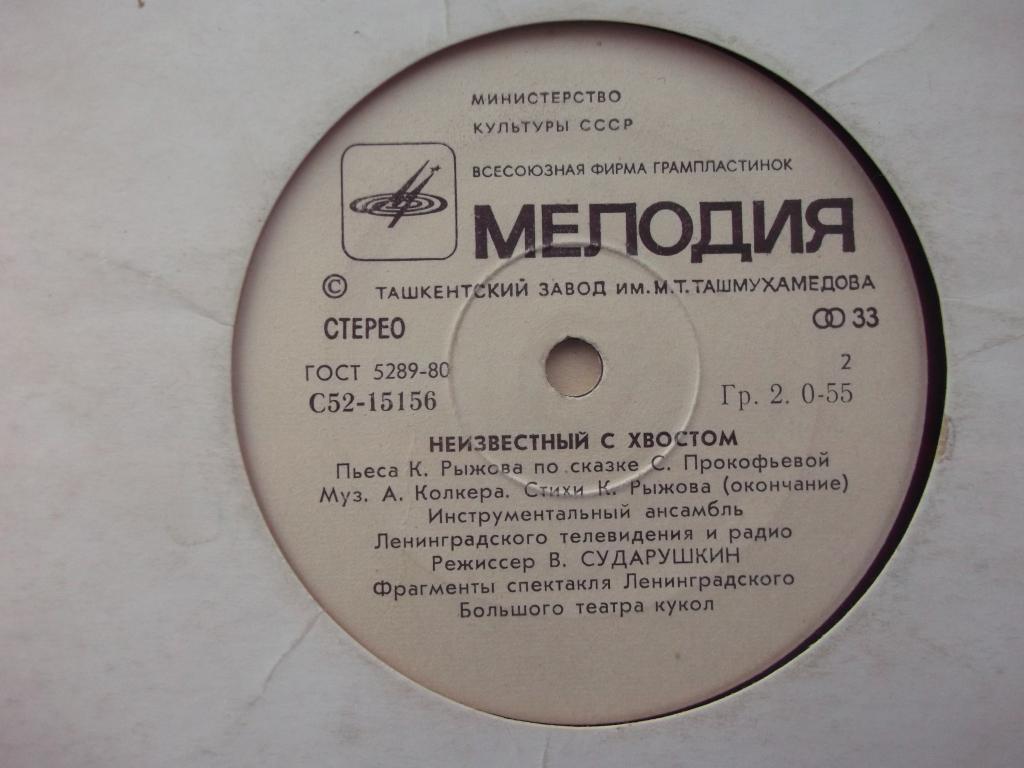 МИНИСТЕРСТВО
КУЛЬТУРЫ СССР
ВСЕСОЮЗНАЯ ФИРМА ГРАМПЛАСТИНОК
МЕЛОДИЯ
© ТАШКЕНТСКИЙ ЗАВОД ИМ. М.Т. ТАШМУХАМЕДОВА
СТЕРЕО 33
ГОСТ 5289-80 2
С52-15156 Гр. 2. 0-55
НЕИЗВЕСТНЫЙ С ХВОСТОМ
Пьеса К. Рыжова по сказке С. Прокофьевой
Муз. А. Колкера. Стихи К. Рыжова (окончание)
Инструментальный ансамбль
Ленинградского телевидения и радио
Режиссер В. СУДАРУШКИН
Фрагменты спектакля Ленинградского
Большого театра кукол